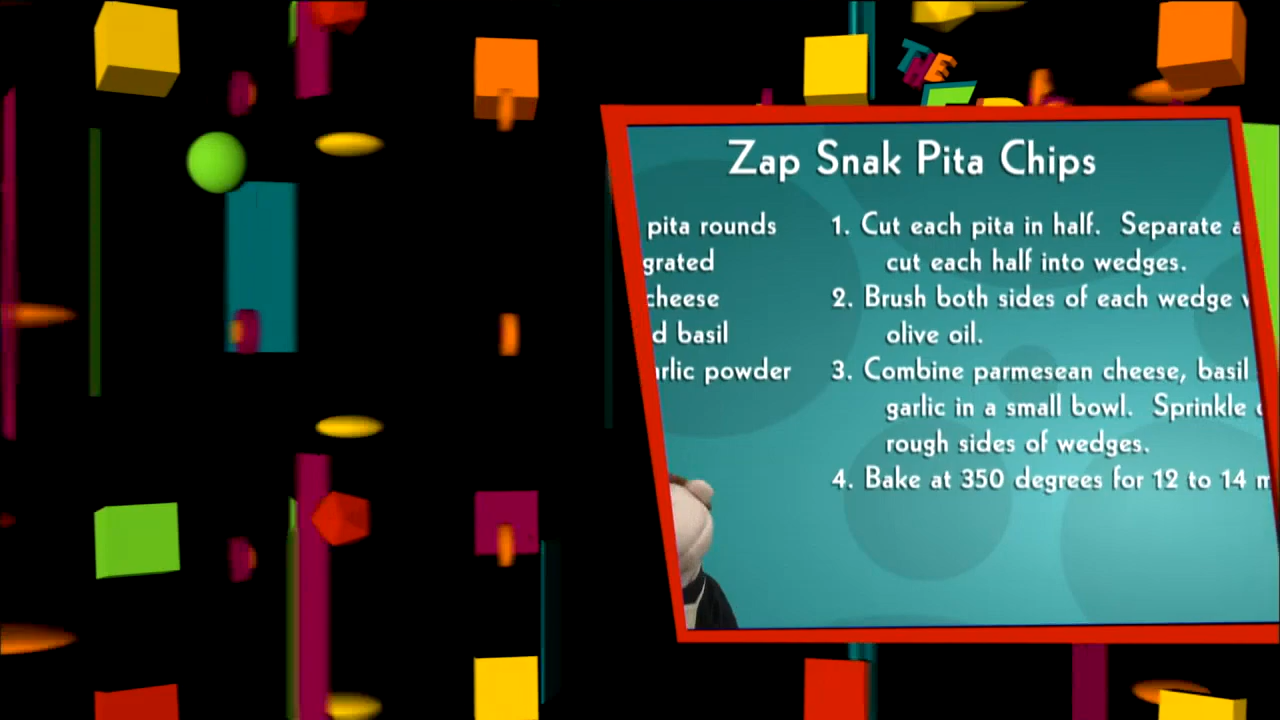 THE
Zap Snak Pita Chips
pita rounds
grated
cheese
basil
powder
1. Cut each pita in half. Separate
cut each half into wedges.
2. Brush both sides of each wedge
olive oil.
3. Combine parmesean cheese, basil
garlic in a small bowl. Sprinkle
rough sides of wedges.
4. Bake at 350 degrees for 12 to 14